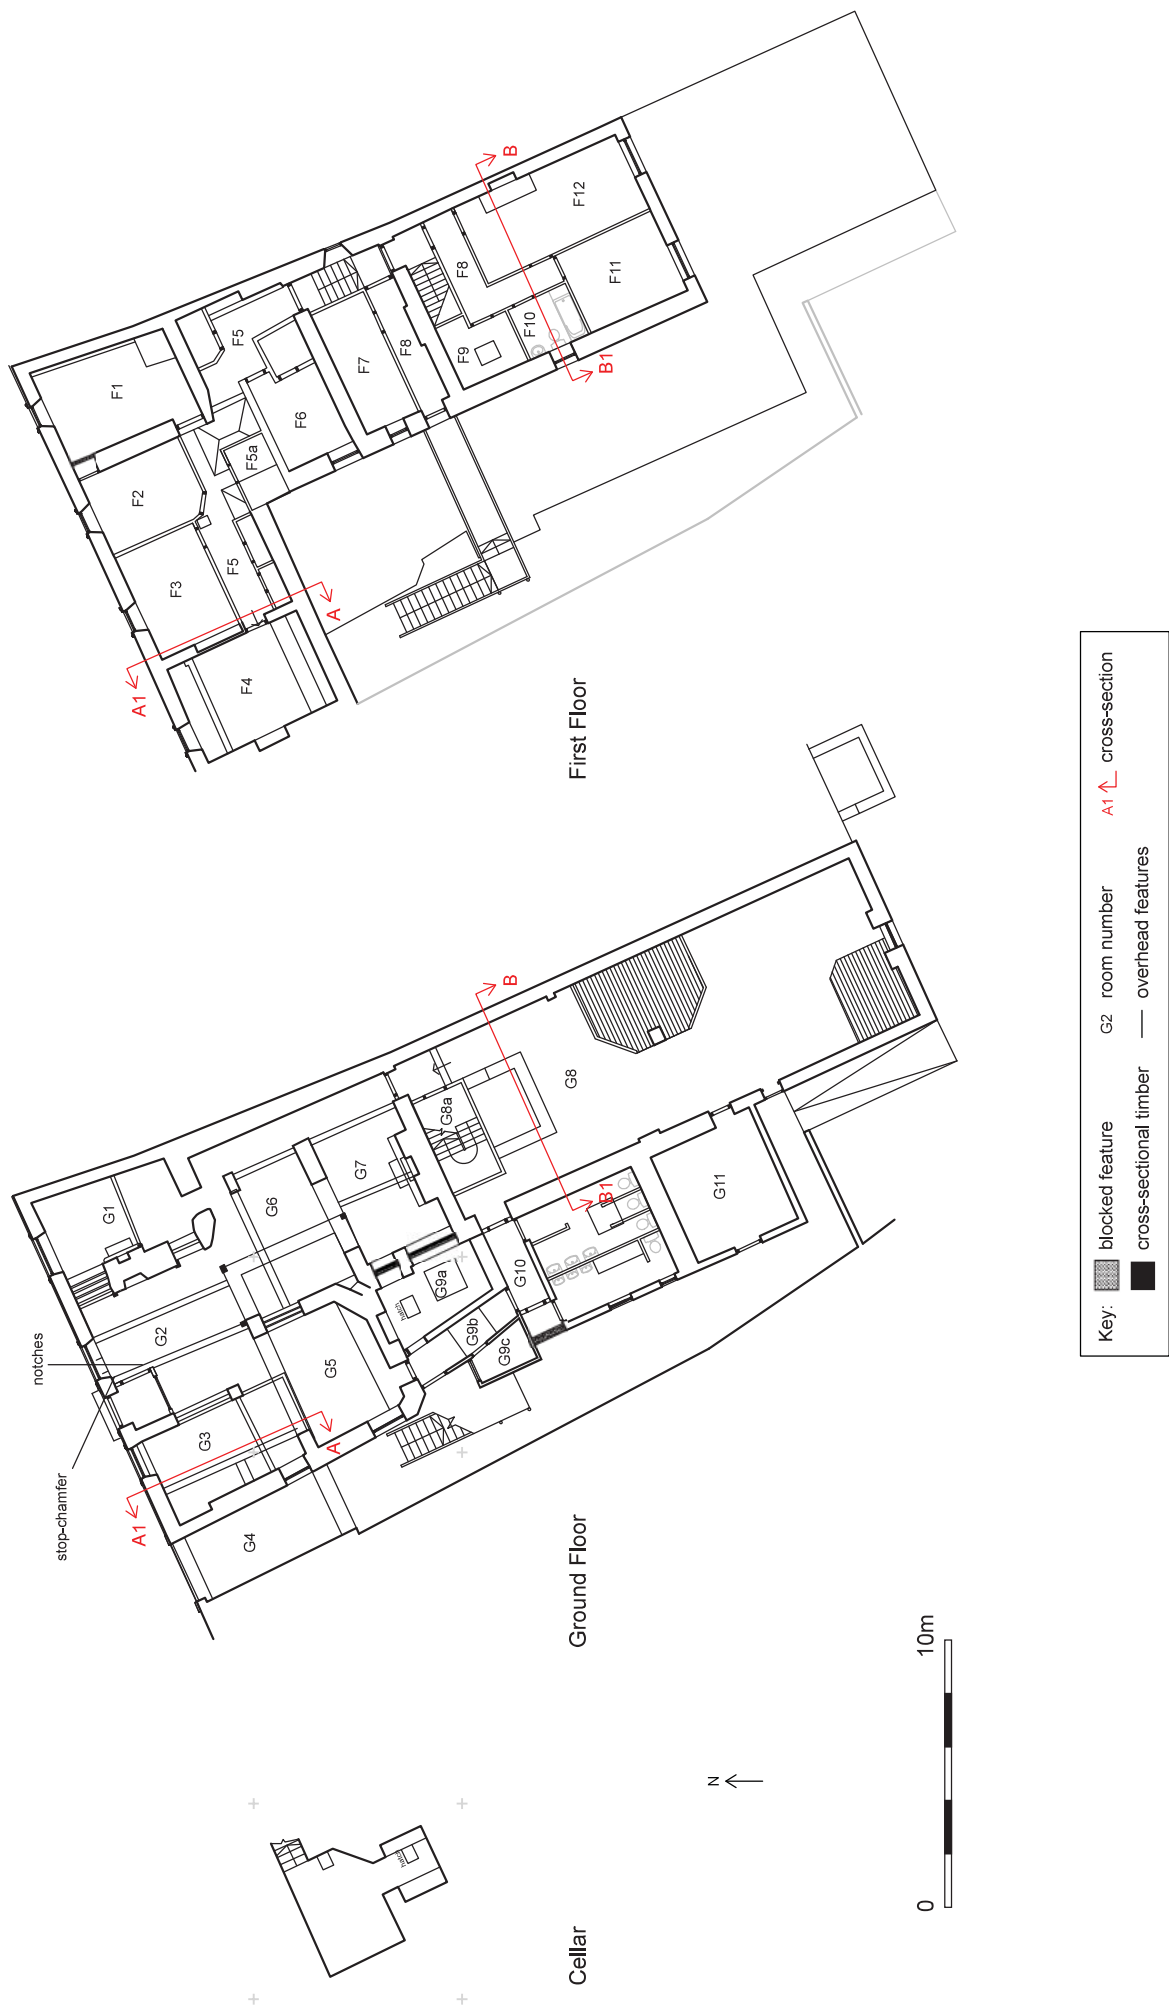 Cellar
hatch
N
0
10m
Ground Floor
stop-chamfer
notches
A1
A
B
B1
G1
G2
G3
G4
G5
G6
G7
G8
G8a
G9a
hatch
G9b
G9c
G10
G11
First Floor
A1
A
B
B1
F1
F2
F3
F4
F5
F5
F5a
F6
F7
F8
F8
F9
F10
F11
F12
Key: blocked feature G2 room number A1 cross-section
cross-sectional timber overhead features